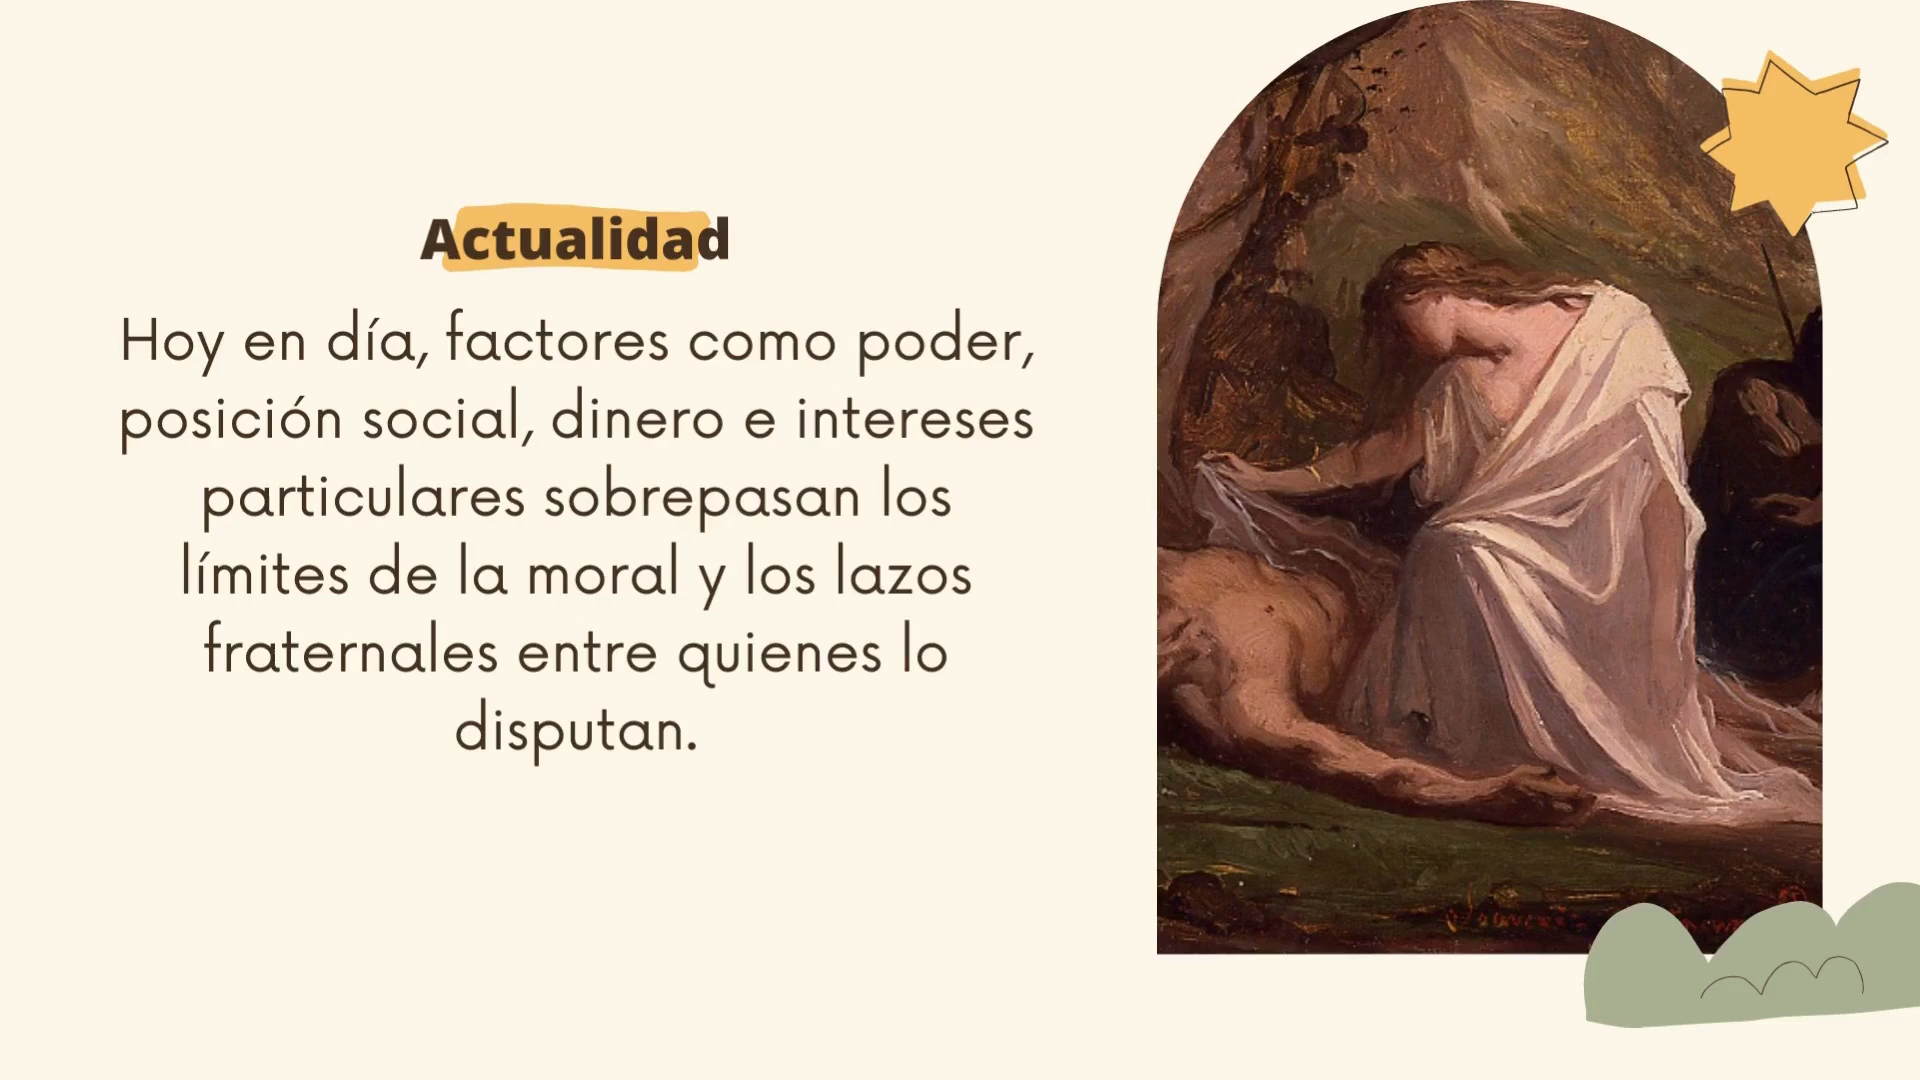 Actualidad
Hoy en día, factores como poder,
posición social, dinero e intereses
particulares sobrepasan los
límites de la moral y los lazos
fraternales entre quienes lo
disputan.